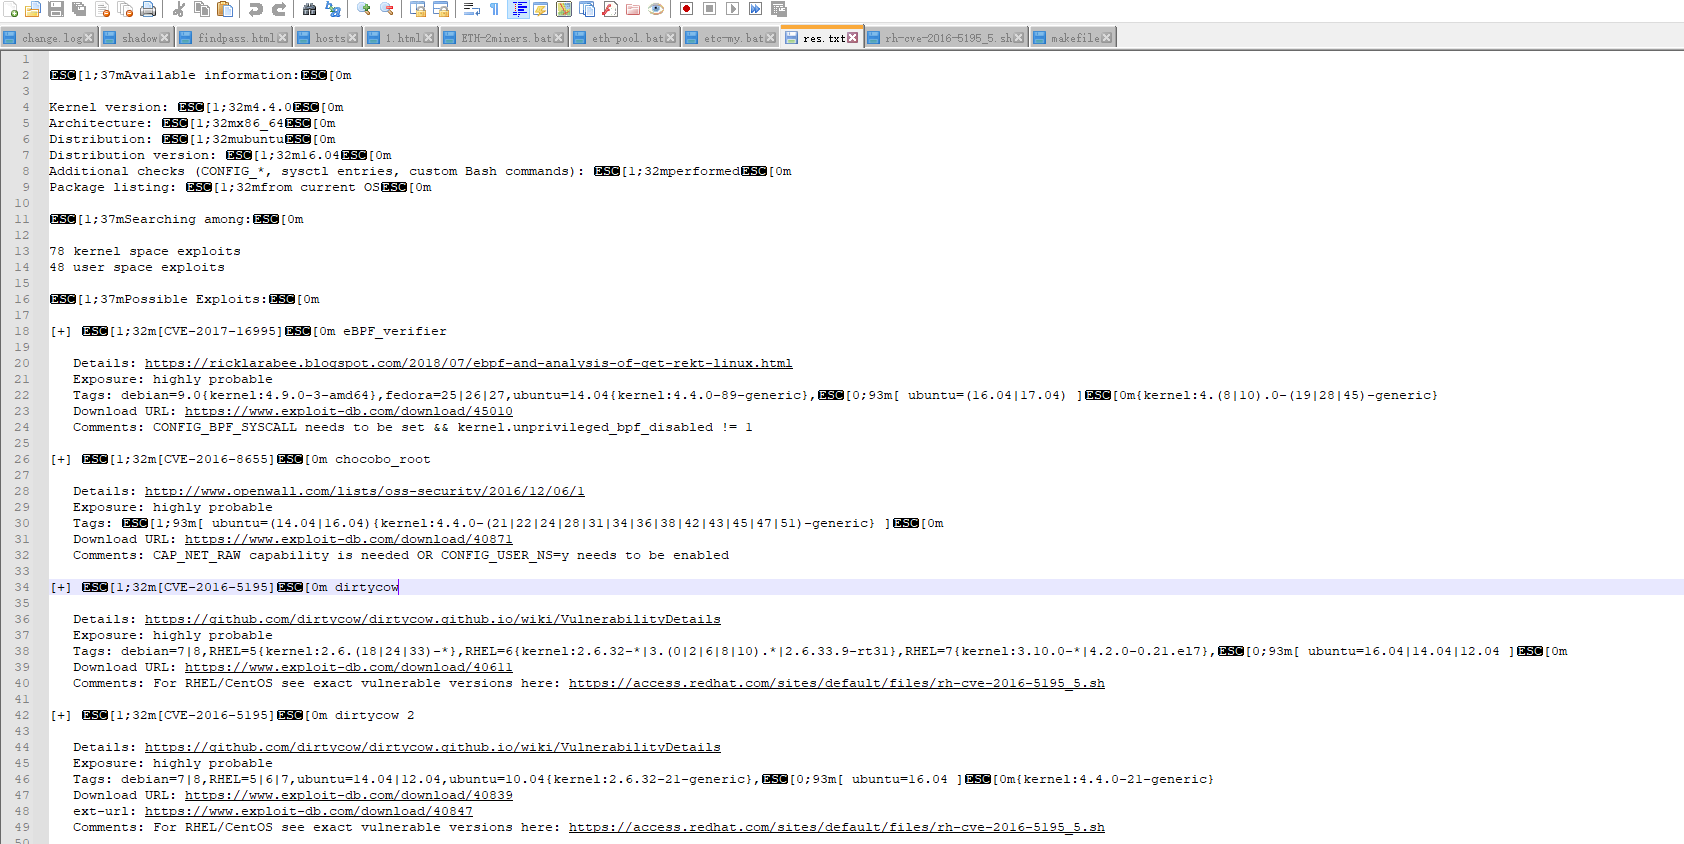 change.log shadow findpass.html hosts 1.html ETH-2miners.bat eth-pool.bat etc-my.bat res.txt rh-cve-2016-5195_5.sh makefile
1
2 ESC[1;37mAvailable information:ESC[0m
3
4 Kernel version: ESC[1;32m4.4.0ESC[0m
5 Architecture: ESC[1;32mx86_64ESC[0m
6 Distribution: ESC[1;32mubuntuESC[0m
7 Distribution version: ESC[1;32m16.04ESC[0m
8 Additional checks (CONFIG_*, sysctl entries, custom Bash commands): ESC[1;32mperformedESC[0m
9 Package listing: ESC[1;32mfrom current OSESC[0m
10
11 ESC[1;37mSearching among:ESC[0m
12
13 78 kernel space exploits
14 48 user space exploits
15
16 ESC[1;37mPossible Exploits:ESC[0m
17
18 [+] ESC[1;32m[CVE-2017-16995]ESC[0m eBPF_verifier
19
20 Details: https://ricklarabee.blogspot.com/2018/07/ebpf-and-analysis-of-get-rekt-linux.html
21 Exposure: highly probable
22 Tags: debian=9.0{kernel:4.9.0-3-amd64},fedora=25|26|27,ubuntu=14.04{kernel:4.4.0-89-generic},ESC[0;93m[ ubuntu=(16.04|17.04) ]ESC[0m{kernel:4.(8|10).0-(19|28|45)-generic}
23 Download URL: https://www.exploit-db.com/download/45010
24 Comments: CONFIG_BPF_SYSCALL needs to be set && kernel.unprivileged_bpf_disabled != 1
25
26 [+] ESC[1;32m[CVE-2016-8655]ESC[0m chocobo_root
27
28 Details: http://www.openwall.com/lists/oss-security/2016/12/06/1
29 Exposure: highly probable
30 Tags: ESC[1;93m[ ubuntu=(14.04|16.04){kernel:4.4.0-(21|22|24|28|31|34|36|38|42|43|45|47|51)-generic} ]ESC[0m
31 Download URL: https://www.exploit-db.com/download/40871
32 Comments: CAP_NET_RAW capability is needed OR CONFIG_USER_NS=y needs to be enabled
33
34 [+] ESC[1;32m[CVE-2016-5195]ESC[0m dirtycow
35
36 Details: https://github.com/dirtycow/dirtycow.github.io/wiki/VulnerabilityDetails
37 Exposure: highly probable
38 Tags: debian=7|8,RHEL=5{kernel:2.6.(18|24|33)-*},RHEL=6{kernel:2.6.32-*|3.(0|2|6|8|10).*|2.6.33.9-rt31},RHEL=7{kernel:3.10.0-*|4.2.0-0.21.el7},ESC[0;93m[ ubuntu=16.04|14.04|12.04 ]ESC[0m
39 Download URL: https://www.exploit-db.com/download/40611
40 Comments: For RHEL/CentOS see exact vulnerable versions here: https://access.redhat.com/sites/default/files/rh-cve-2016-5195_5.sh
41
42 [+] ESC[1;32m[CVE-2016-5195]ESC[0m dirtycow 2
43
44 Details: https://github.com/dirtycow/dirtycow.github.io/wiki/VulnerabilityDetails
45 Exposure: highly probable
46 Tags: debian=7|8,RHEL=5|6|7,ubuntu=14.04|12.04,ubuntu=10.04{kernel:2.6.32-21-generic},ESC[0;93m[ ubuntu=16.04 ]ESC[0m{kernel:4.4.0-21-generic}
47 Download URL: https://www.exploit-db.com/download/40839
48 ext-url: https://www.exploit-db.com/download/40847
49 Comments: For RHEL/CentOS see exact vulnerable versions here: https://access.redhat.com/sites/default/files/rh-cve-2016-5195_5.sh
50